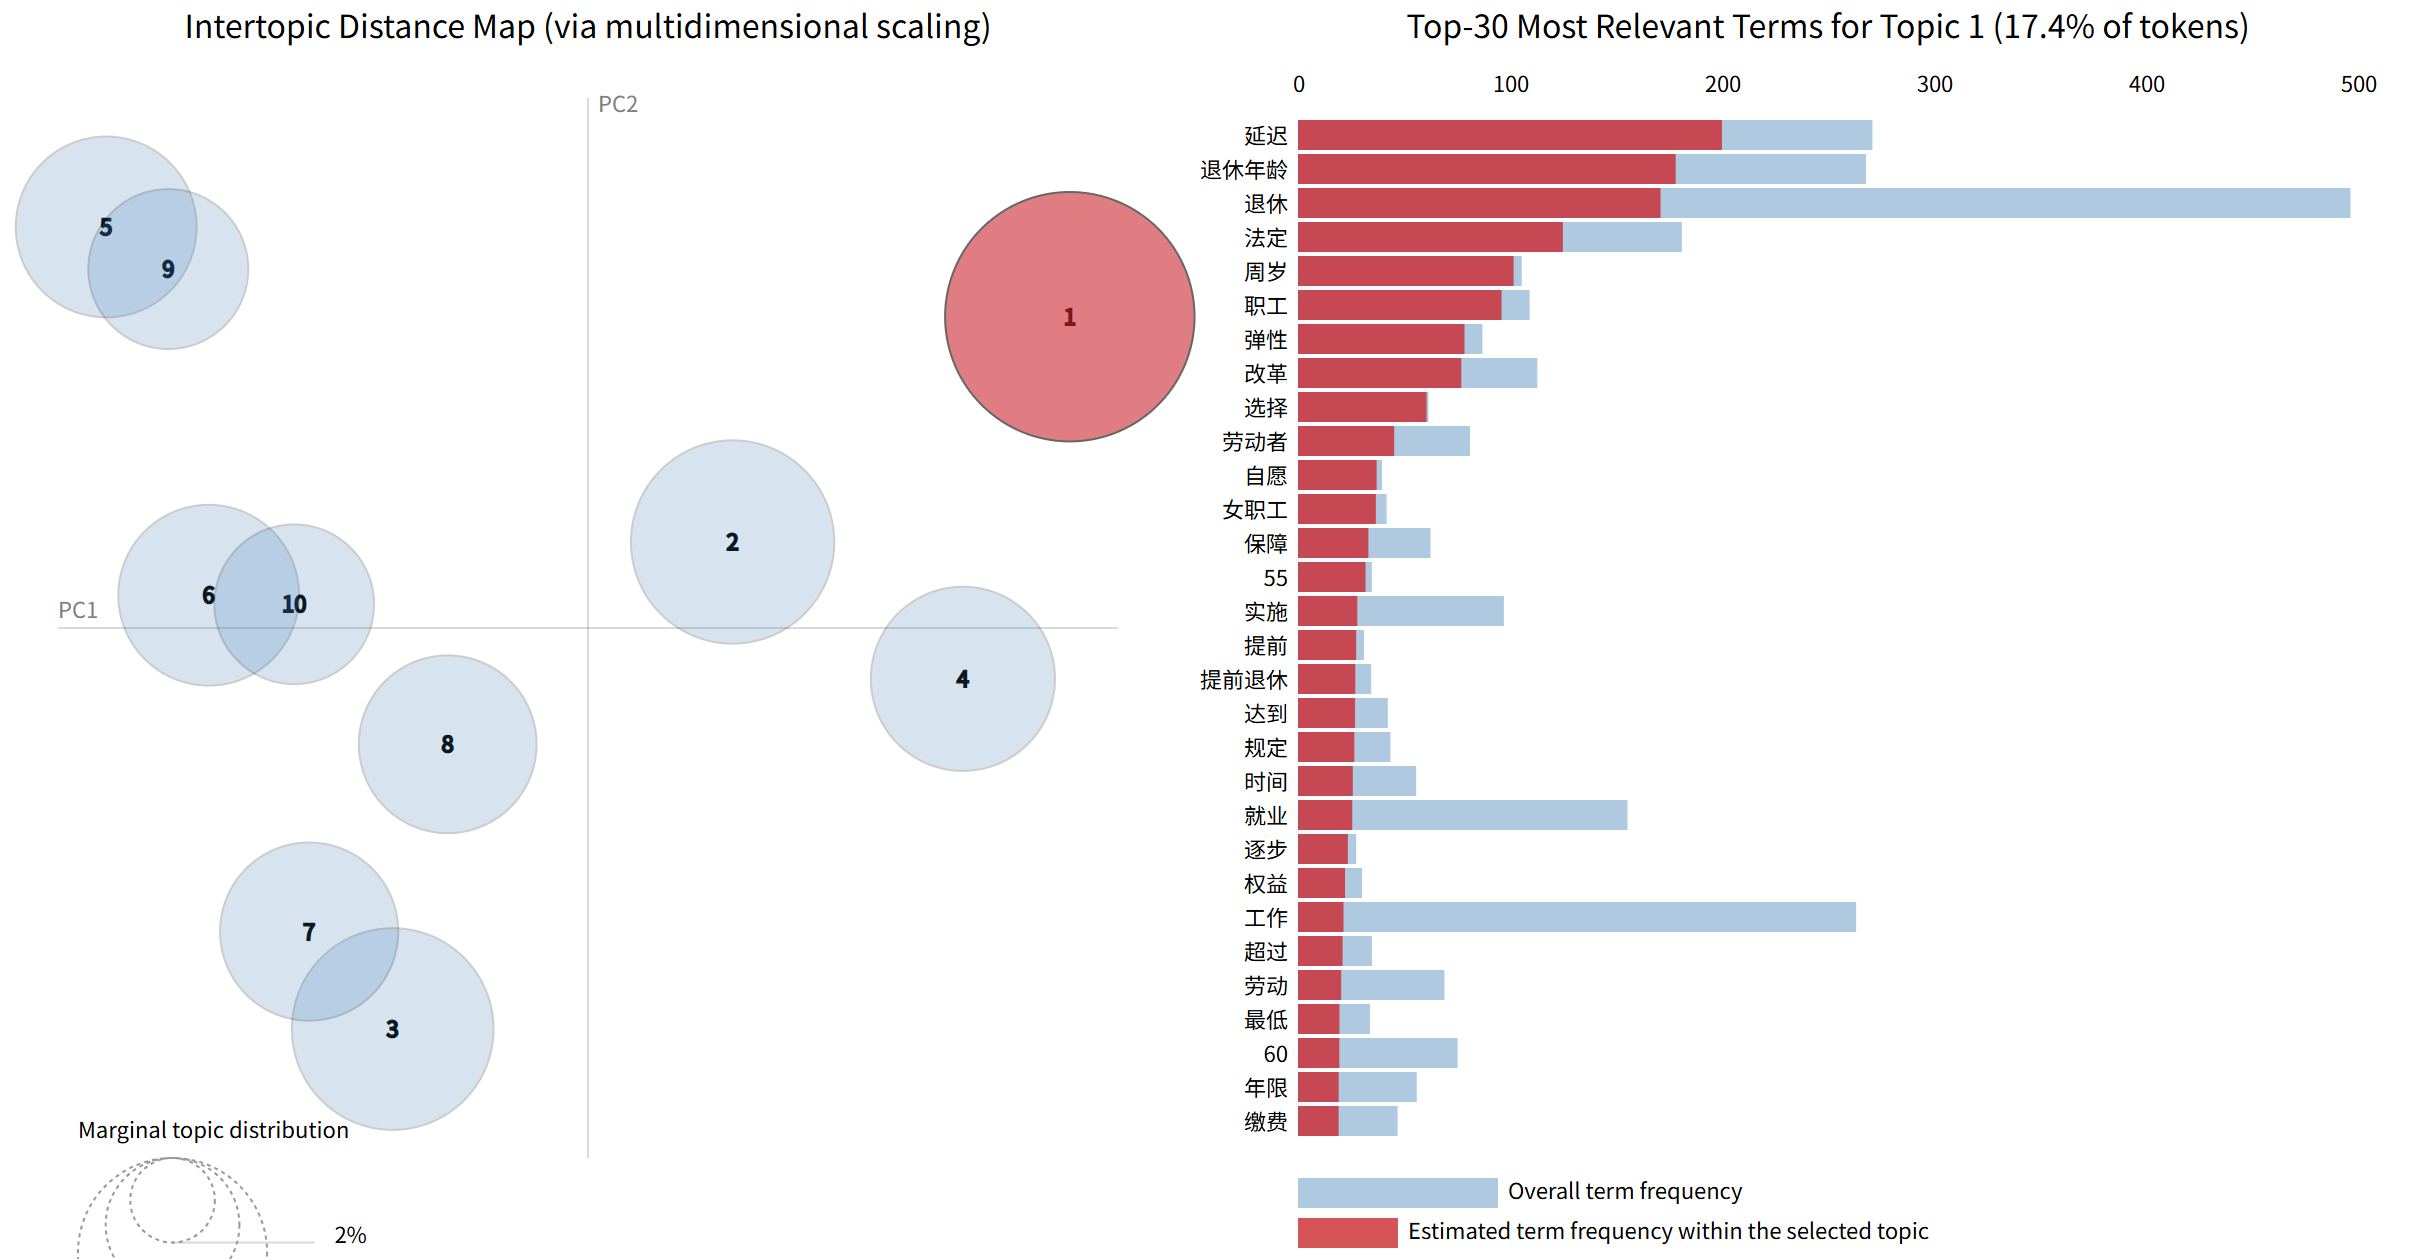 Intertopic Distance Map (via multidimensional scaling)
PC2
5
9
1
2
6
10
PC1
4
8
7
3
Marginal topic distribution
2%
Top-30 Most Relevant Terms for Topic 1 (17.4% of tokens)
0 100 200 300 400 500
延迟
退休年龄
退休
法定
周岁
职工
弹性
改革
选择
劳动者
自愿
女职工
保障
55
实施
提前
提前退休
达到
规定
时间
就业
逐步
权益
工作
超过
劳动
最低
60
年限
缴费
Overall term frequency
Estimated term frequency within the selected topic